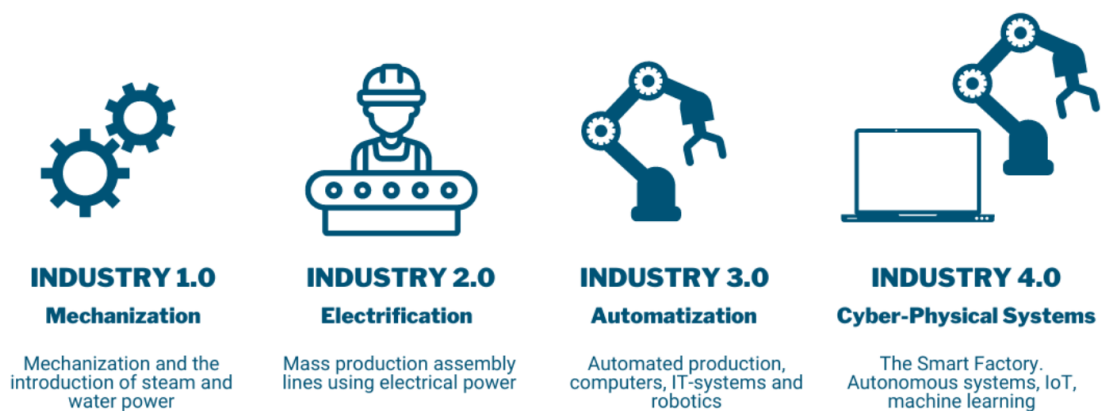 INDUSTRY 1.0
Mechanization
Mechanization and the
introduction of steam and
water power
INDUSTRY 2.0
Electrification
Mass production assembly
lines using electrical power
INDUSTRY 3.0
Automatization
Automated production,
computers, IT-systems and
robotics
INDUSTRY 4.0
Cyber-Physical Systems
The Smart Factory.
Autonomous systems, IoT,
machine learning